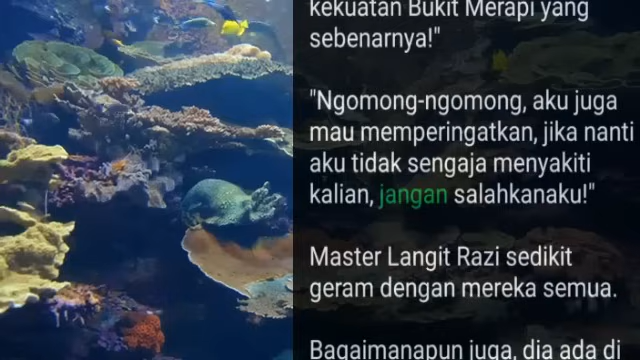 kekuatan Bukit Merapi yang
sebenarnya!"
"Ngomong-ngomong, aku juga
mau memperingatkan, jika nanti
aku tidak sengaja menyakiti
kalian, jangan salahkanaku!"
Master Langit Razi sedikit
geram dengan mereka semua.
Bagaimanapun juga, dia ada di